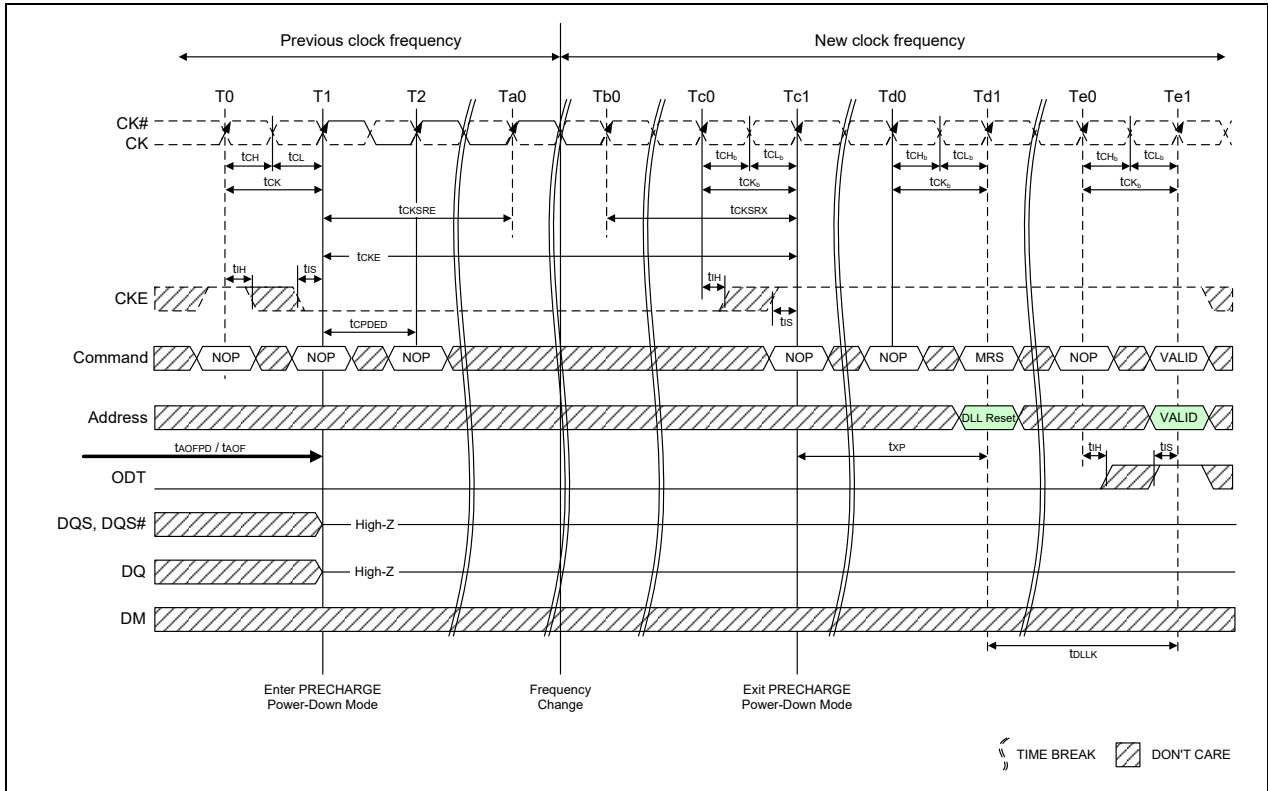 Previous clock frequency
New clock frequency
T0 T1 T2 Ta0 Tb0 Tc0 Tc1 Td0 Td1 Te0 Te1
CK#
CK
tCH tCL tCHb tCLb tCHb tCLb tCHb tCLb
tCK tCKb tCKb tCKb
tCKSRE tCKSRX
tCKE
tIH tIS tIH
CKE
tIS
tCPDED
Command NOP NOP NOP NOP NOP MRS NOP VALID
Address DLL Reset VALID
tAOFPD / tAOF tXP tIH tIS
ODT
DQS, DQS# High-Z
DQ High-Z
DM
tDLLK
Enter PRECHARGE
Power-Down Mode
Frequency
Change
Exit PRECHARGE
Power-Down Mode
TIME BREAK DON'T CARE